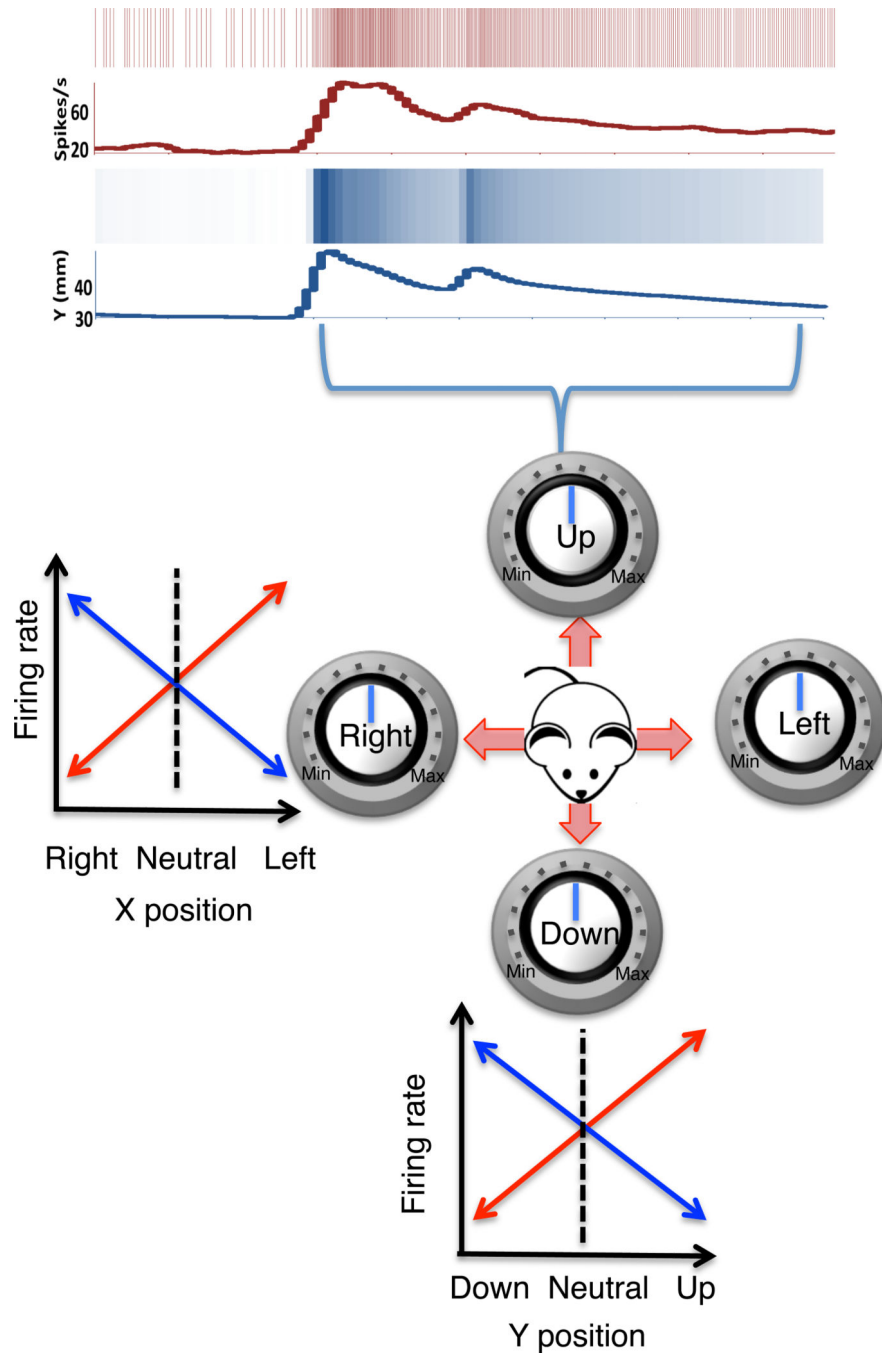 Spikes/s
60
20
Y (mm)
40
30
Up
Min
Max
Firing rate
Right
Min
Max
Left
Min
Max
Right Neutral Left
X position
Down
Min
Max
Firing rate
Down Neutral Up
Y position